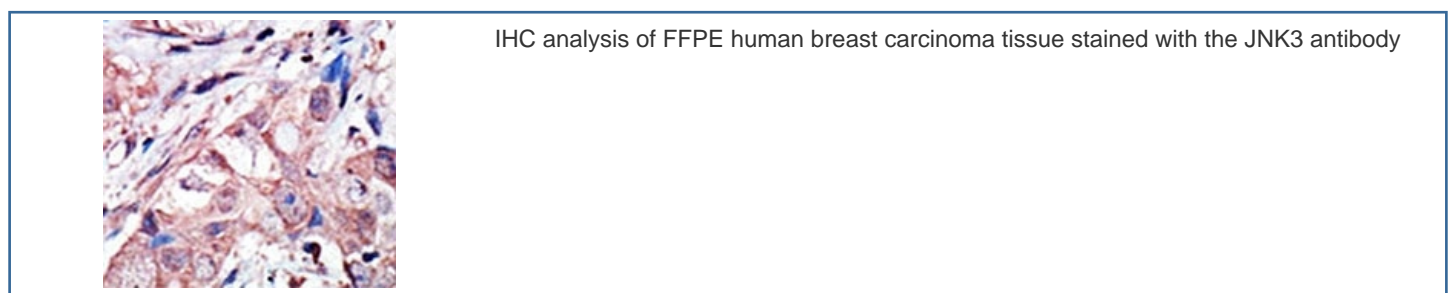 IHC analysis of FFPE human breast carcinoma tissue stained with the JNK3 antibody